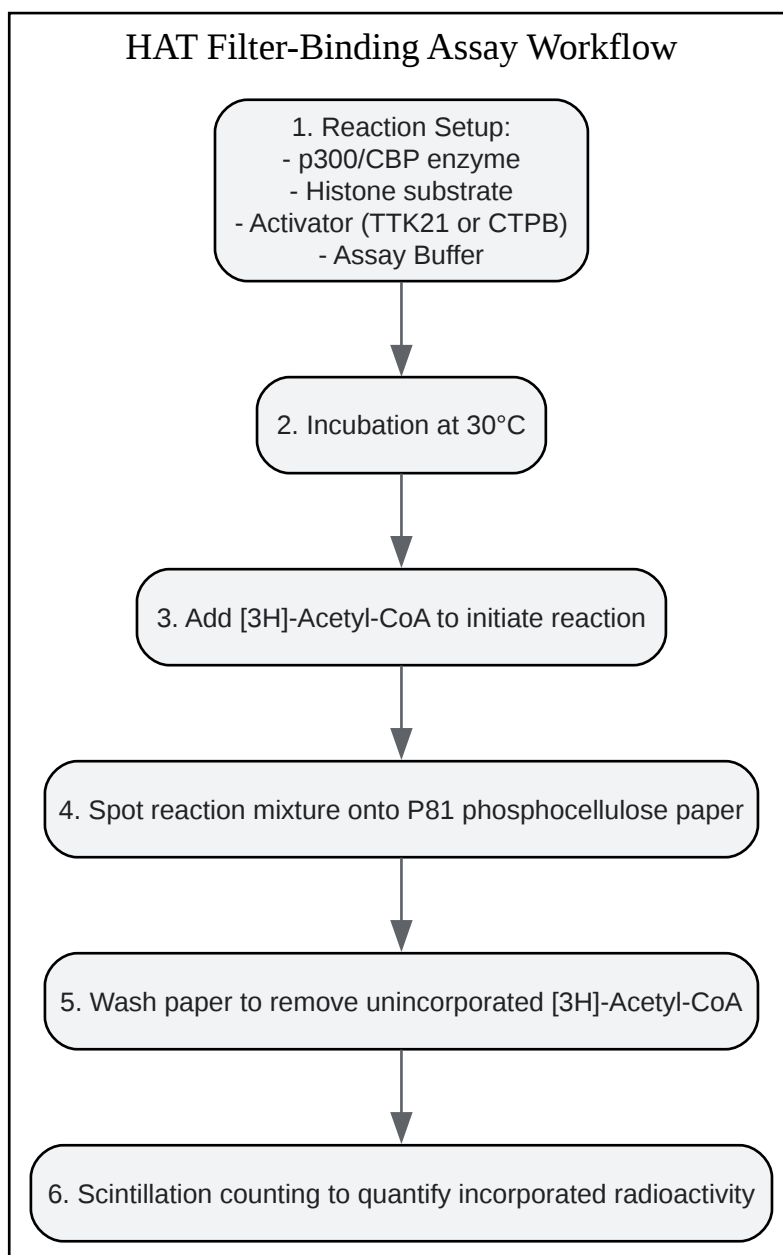 HAT Filter-Binding Assay Workflow
1. Reaction Setup:
- p300/CBP enzyme
- Histone substrate
- Activator (TTK21 or CTPB)
- Assay Buffer
2. Incubation at 30°C
3. Add [3H]-Acetyl-CoA to initiate reaction
4. Spot reaction mixture onto P81 phosphocellulose paper
5. Wash paper to remove unincorporated [3H]-Acetyl-CoA
6. Scintillation counting to quantify incorporated radioactivity